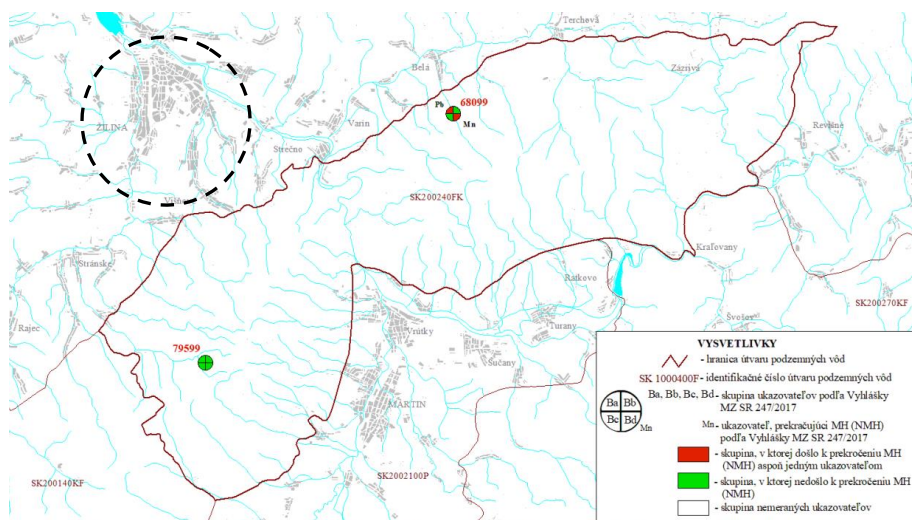 Terchová
Belá
Zázrivá
Pb 68099
Mn
ŽILINA
Varín
Strečno
Višňové
SK200240FK
Kraľovany
Stránske
Ratkovo
SK200270KF
Rajec
Švošov
79599
Vrútky
Turany
Sučany
MARTIN
SK200140KF
SK2002100P
VYSVETLIVKY
- hranica útvaru podzemných vôd
SK 1000400F - identifikačné číslo útvaru podzemných vôd
Ba, Bb, Bc, Bd - skupina ukazovateľov podľa Vyhlášky
MZ SR 247/2017
Ba Bb
Bc Bd
Mn
Mn - ukazovateľ, prekračujúci MH (NMH)
podľa Vyhlášky MZ SR 247/2017
- skupina, v ktorej došlo k prekročeniu MH
(NMH) aspoň jedným ukazovateľom
- skupina, v ktorej nedošlo k prekročeniu MH
(NMH)
- skupina nemeraných ukazovateľov